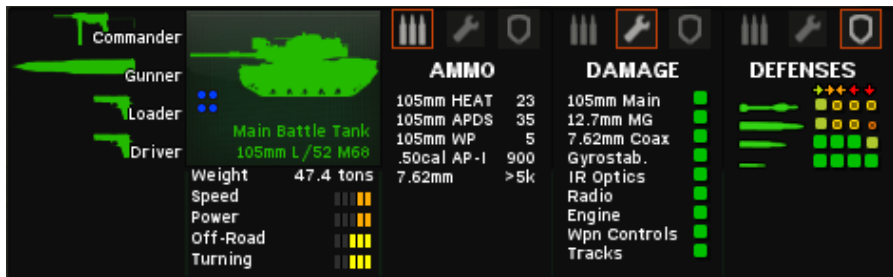 Commander
Gunner
Loader
Driver
Main Battle Tank
105mm L/52 M68
Weight 47.4 tons
Speed
Power
Off-Road
Turning
AMMO
105mm HEAT 23
105mm APDS 35
105mm WP 5
.50cal AP-I 900
7.62mm >5k
DAMAGE
105mm Main
12.7mm MG
7.62mm Coax
Gyrostab.
IR Optics
Radio
Engine
Wpn Controls
Tracks
DEFENSES